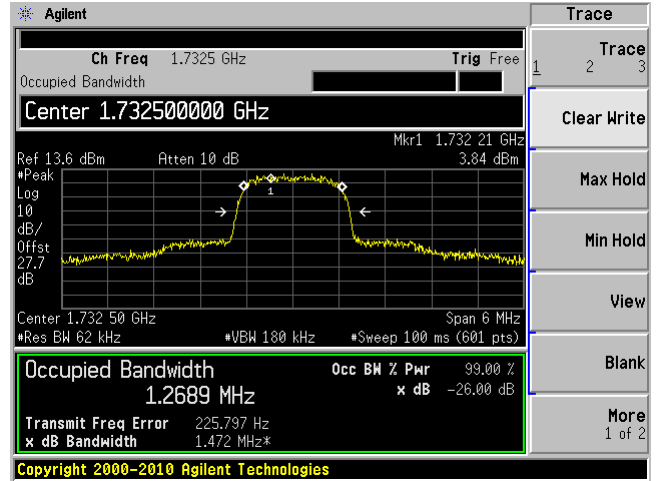 Agilent
Trace
Ch Freq 1.7325 GHz Trig Free
Occupied Bandwidth
Trace
1 2 3
Center 1.732500000 GHz
Clear Write
Mkr1 1.732 21 GHz
Ref 13.6 dBm Atten 10 dB 3.84 dBm
#Peak
Log
10
dB/
Offst
27.7
dB
1
Max Hold
Min Hold
View
Center 1.732 50 GHz Span 6 MHz
#Res BW 62 kHz #VBW 180 kHz #Sweep 100 ms (601 pts)
Occupied Bandwidth
1.2689 MHz
Occ BW % Pwr 99.00 %
x dB -26.00 dB
Blank
Transmit Freq Error 225.797 Hz
x dB Bandwidth 1.472 MHz*
More
1 of 2
Copyright 2000-2010 Agilent Technologies